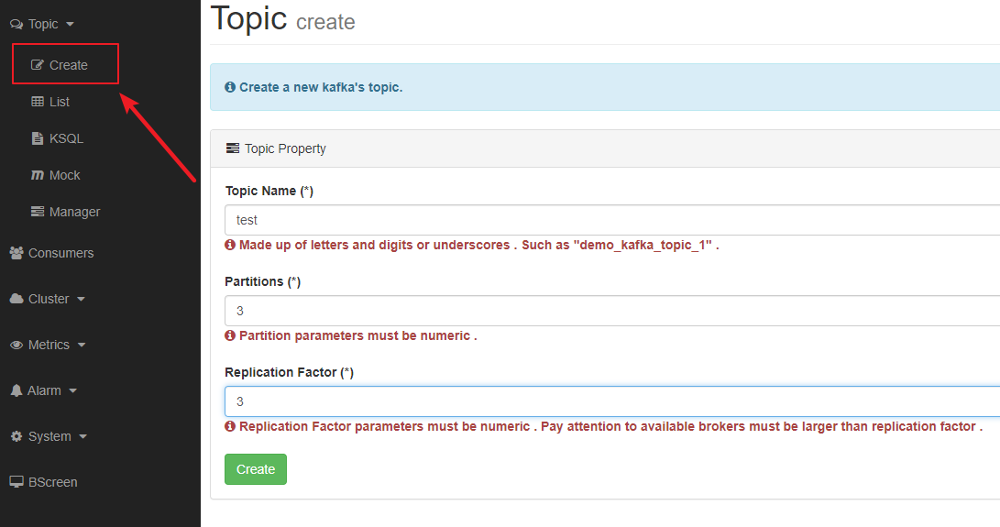 Topic
Create
List
KSQL
Mock
Manager
Consumers
Cluster
Metrics
Alarm
System
BScreen
Topic create
Create a new kafka's topic.
Topic Property
Topic Name (*)
test
Made up of letters and digits or underscores . Such as "demo_kafka_topic_1" .
Partitions (*)
3
Partition parameters must be numeric .
Replication Factor (*)
3
Replication Factor parameters must be numeric . Pay attention to available brokers must be larger than replication factor .
Create